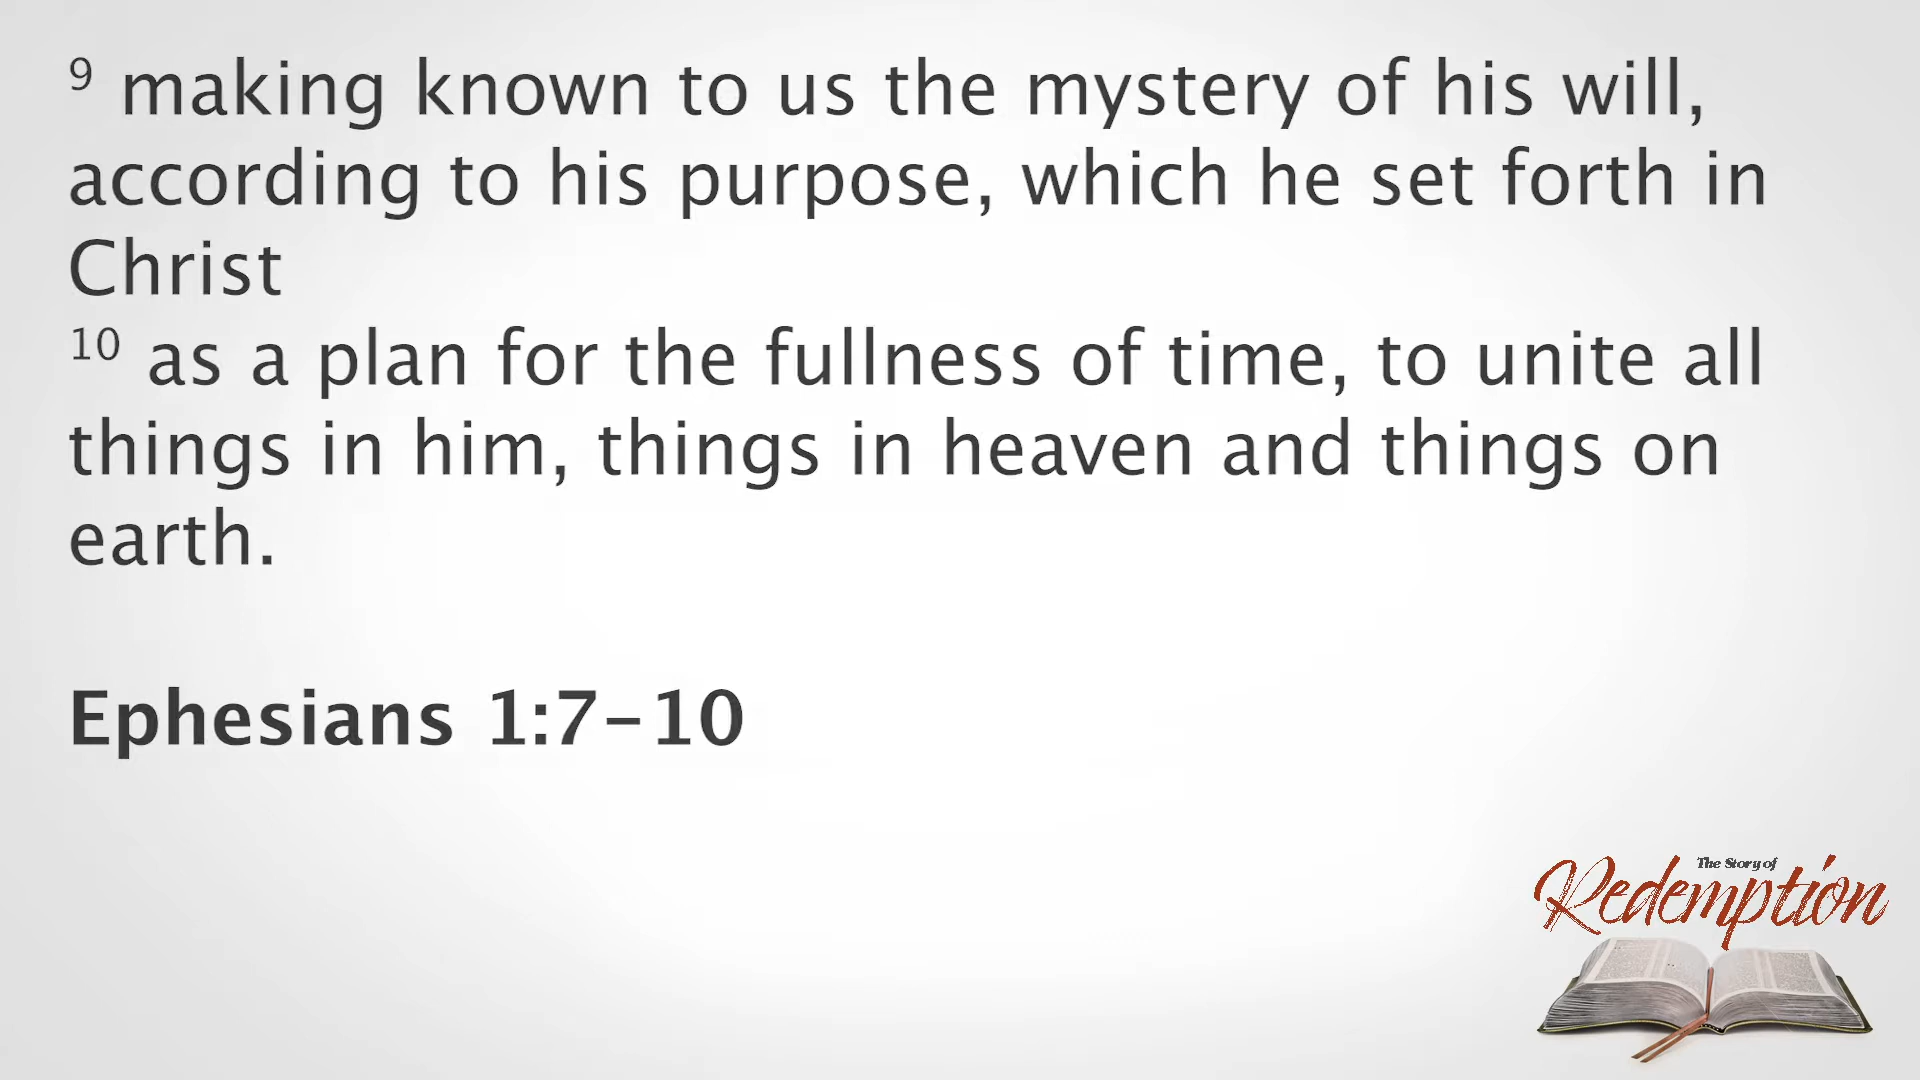 9 making known to us the mystery of his will,
according to his purpose, which he set forth in
Christ
10 as a plan for the fullness of time, to unite all
things in him, things in heaven and things on
earth.
Ephesians 1:7-10
The Story of
Redemption